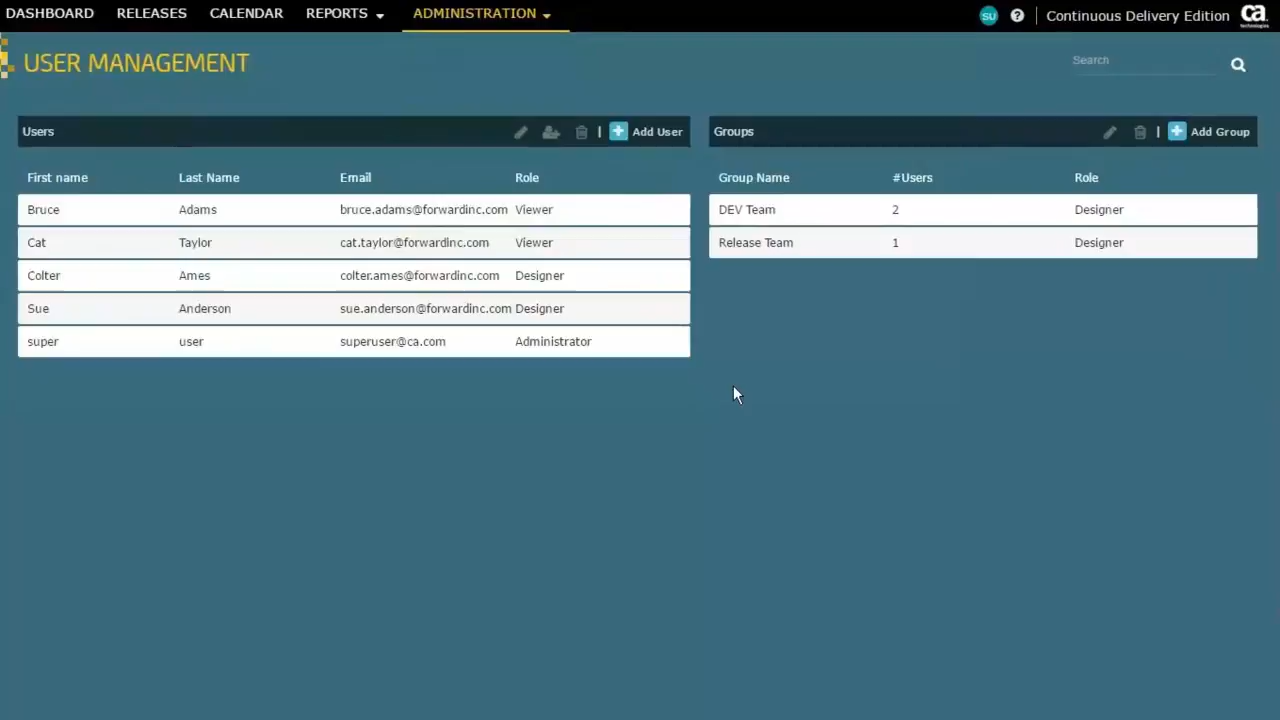 DASHBOARD RELEASES CALENDAR REPORTS ADMINISTRATION SU ? Continuous Delivery Edition ca technologies
USER MANAGEMENT Search
Users | Add User Groups | Add Group
First name Last Name Email Role Group Name #Users Role
Bruce Adams bruce.adams@forwardinc.com Viewer DEV Team 2 Designer
Cat Taylor cat.taylor@forwardinc.com Viewer Release Team 1 Designer
Colter Ames colter.ames@forwardinc.com Designer
Sue Anderson sue.anderson@forwardinc.com Designer
super user superuser@ca.com Administrator